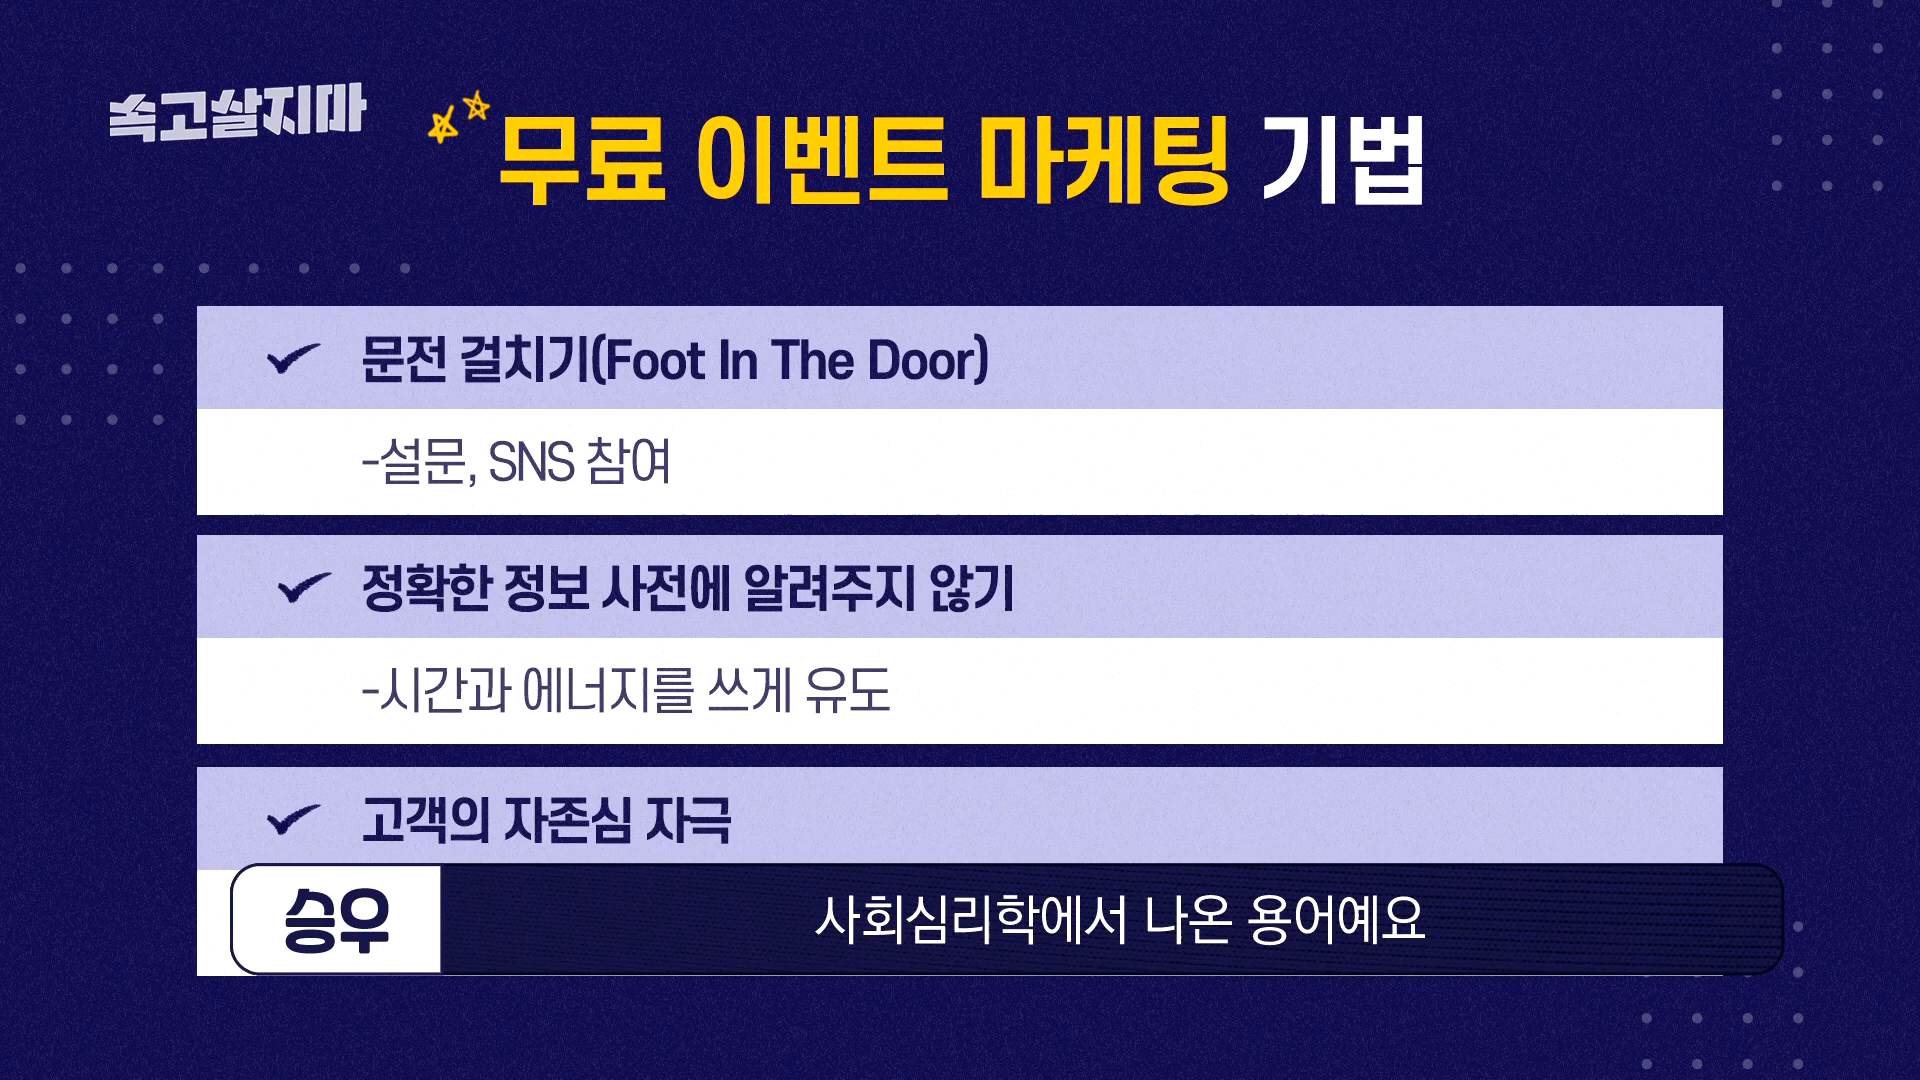 속고살지마
무료 이벤트 마케팅 기법
문전 걸치기(Foot In The Door)
-설문, SNS 참여
정확한 정보 사전에 알려주지 않기
-시간과 에너지를 쓰게 유도
고객의 자존심 자극
승우
사회심리학에서 나온 용어예요